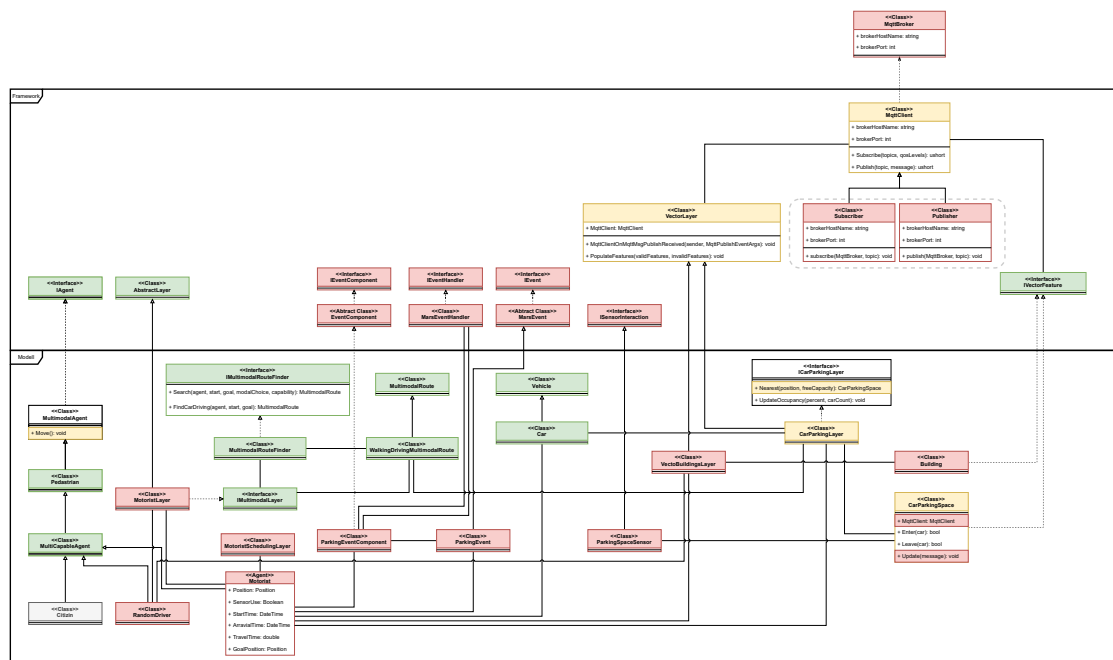 <<Class>>
MqttBroker
+ brokerHostName: string
+ brokerPort: int
Framework
<<Class>>
MqttClient
+ brokerHostName: string
+ brokerPort: int
+ Subscribe(topics, qosLevels): ushort
+ Publish(topic, message): ushort
<<Class>>
VectorLayer
+ MqttClient: MqttClient
+ MqttClientOnMqttMsgPublishReceived(sender, MqttPublishEventArgs): void
+ PopulateFeatures(validFeatures, invalidFeatures): void
<<Class>>
Subscriber
+ brokerHostName: string
+ brokerPort: int
+ subscribe(MqttBroker, topic): void
<<Class>>
Publisher
+ brokerHostName: string
+ brokerPort: int
+ publish(MqttBroker, topic): void
<<Interface>>
IAgent
<<Class>>
AbstractLayer
<<Interface>>
IEventComponent
<<Interface>>
IEventHandler
<<Interface>>
IEvent
<<Interface>>
IVectorFeature
<<Abtract Class>>
EventComponent
<<Class>>
MarsEventHandler
<<Abtract Class>>
MarsEvent
<<Interface>>
ISensorInteraction
Modell
<<Interface>>
IMultimodalRouteFinder
+ Search(agent, start, goal, modalChoice, capability): MultimodalRoute
+ FindCarDriving(agent, start, goal): MultimodalRoute
<<Class>>
MultimodalRoute
<<Class>>
Vehicle
<<Interface>>
ICarParkingLayer
+ Nearest(position, freeCapacity): CarParkingSpace
+ UpdateOccupancy(percent, carCount): void
<<Class>>
MultimodalAgent
+ Move(): void
<<Class>>
MultimodalRouteFinder
<<Class>>
WalkingDrivingMultimodalRoute
<<Class>>
Car
<<Class>>
CarParkingLayer
<<Class>>
VectoBuildingsLayer
<<Class>>
Building
<<Class>>
Pedestrian
<<Class>>
MotoristLayer
<<Interface>>
IMultimodalLayer
<<Class>>
CarParkingSpace
+ MqttClient: MqttClient
+ Enter(car): bool
+ Leave(car): bool
+ Update(message): void
<<Class>>
MultiCapableAgent
<<Class>>
MotoristSchedulingLayer
<<Class>>
ParkingEventComponent
<<Class>>
ParkingEvent
<<Class>>
ParkingSpaceSensor
<<Class>>
Citizin
<<Class>>
RandomDriver
<<Agent>>
Motorist
+ Position: Position
+ SensorUse: Boolean
+ StartTime: DateTime
+ ArravialTime: DateTime
+ TravelTime: double
+ GoalPosition: Position